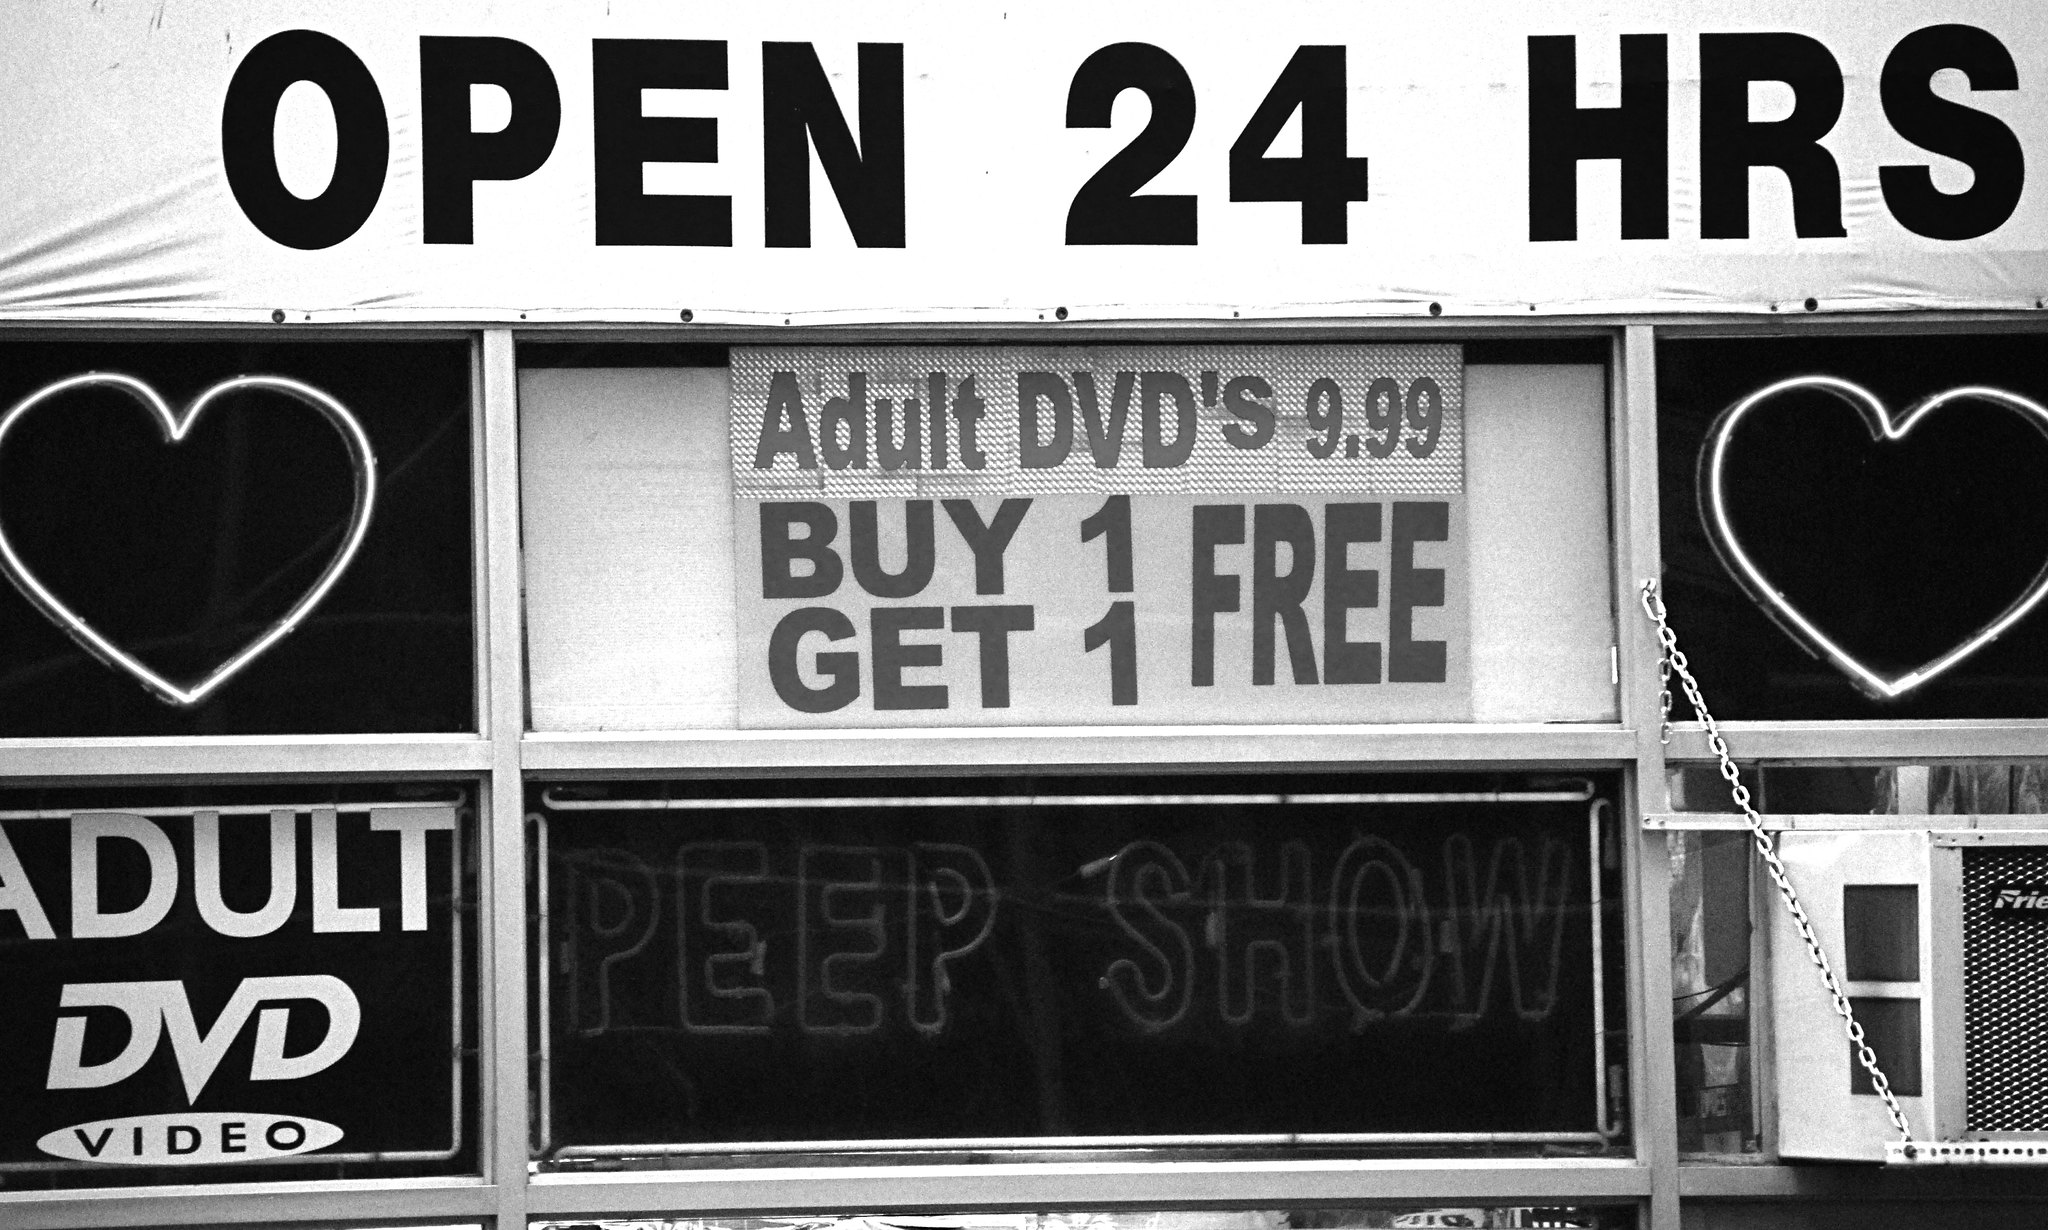 OPEN 24 HRS
Adult DVD's 9.99
BUY 1
GET 1 FREE
ADULT
DVD
VIDEO
PEEP SHOW